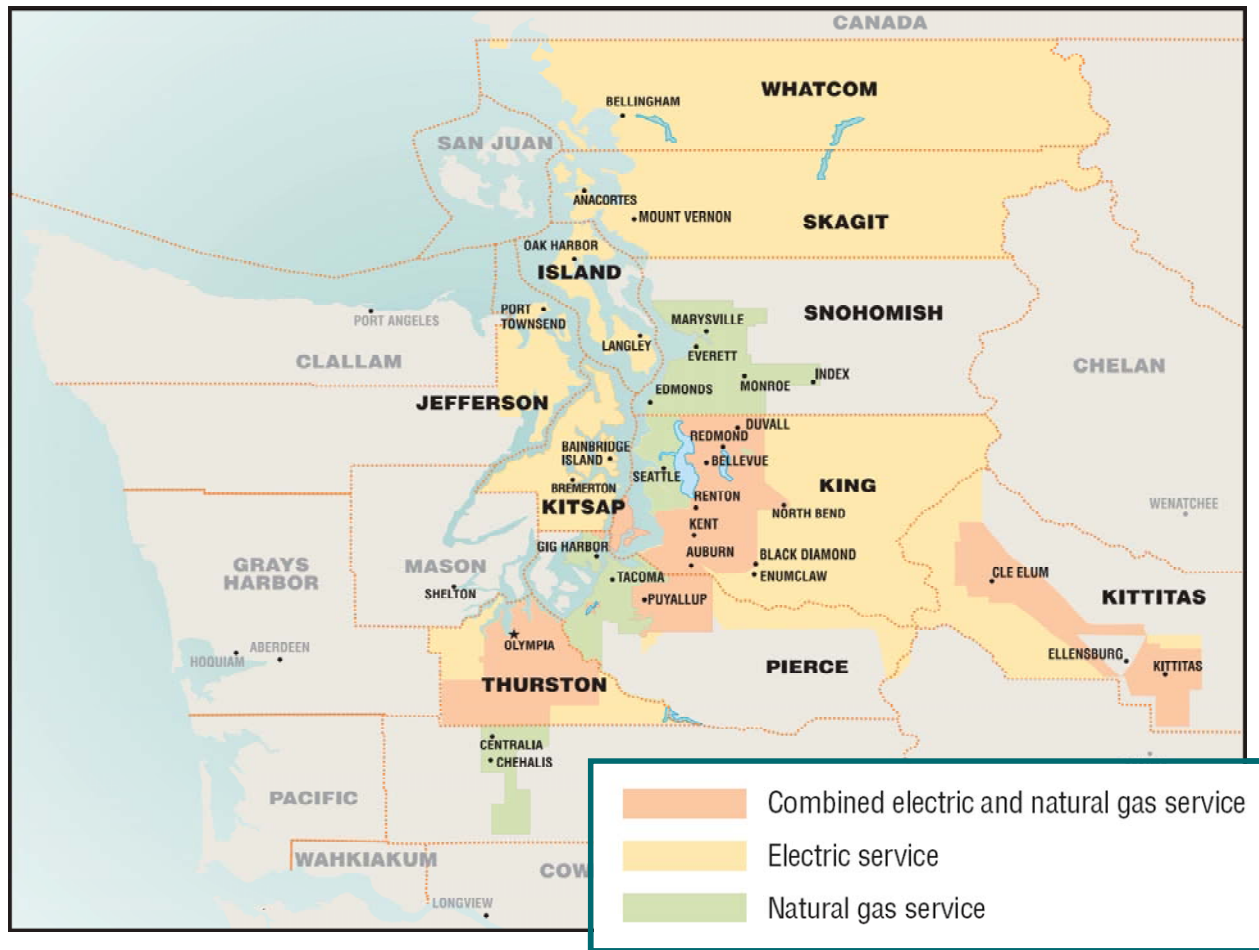 CANADA
WHATCOM
BELLINGHAM
SAN JUAN
ANACORTES
MOUNT VERNON
SKAGIT
OAK HARBOR
ISLAND
PORT
TOWNSEND
PORT ANGELES
CLALLAM
LANGLEY
MARYSVILLE
EVERETT
SNOHOMISH
MONROE
INDEX
EDMONDS
CHELAN
JEFFERSON
DUVALL
REDMOND
BELLEVUE
BAINBRIDGE
ISLAND
SEATTLE
BREMERTON
KITSAP
RENTON
KING
NORTH BEND
WENATCHEE
KENT
GIG HARBOR
AUBURN
BLACK DIAMOND
ENUMCLAW
GRAYS
HARBOR
MASON
SHELTON
TACOMA
PUYALLUP
CLE ELUM
KITTITAS
ABERDEEN
HOQUIAM
OLYMPIA
THURSTON
PIERCE
ELLENSBURG
KITTITAS
CENTRALIA
CHEHALIS
PACIFIC
WAHKIAKUM
COW
LONGVIEW
Combined electric and natural gas service
Electric service
Natural gas service